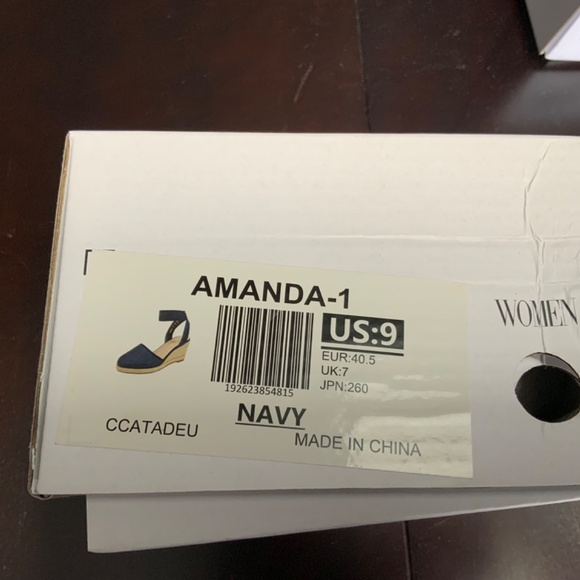 AMANDA-1
US:9
EUR:40.5
UK:7
JPN:260
192623854815
NAVY
CCATADEU
MADE IN CHINA
WOMEN